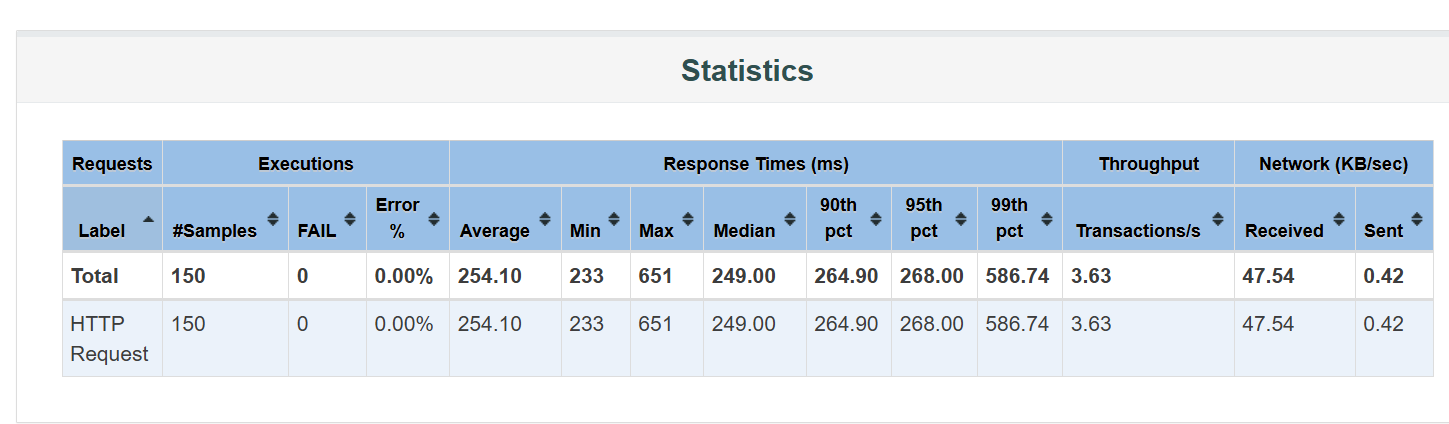 Statistics
Requests Executions Response Times (ms) Throughput Network (KB/sec)
Label #Samples FAIL Error % Average Min Max Median 90th pct 95th pct 99th pct Transactions/s Received Sent
Total 150 0 0.00% 254.10 233 651 249.00 264.90 268.00 586.74 3.63 47.54 0.42
HTTP Request 150 0 0.00% 254.10 233 651 249.00 264.90 268.00 586.74 3.63 47.54 0.42